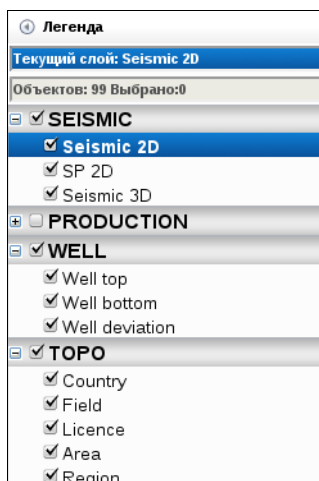 Легенда
Текущий слой: Seismic 2D
Объектов: 99 Выбрано:0
SEISMIC
Seismic 2D
SP 2D
Seismic 3D
PRODUCTION
WELL
Well top
Well bottom
Well deviation
TOPO
Country
Field
Licence
Area
Region